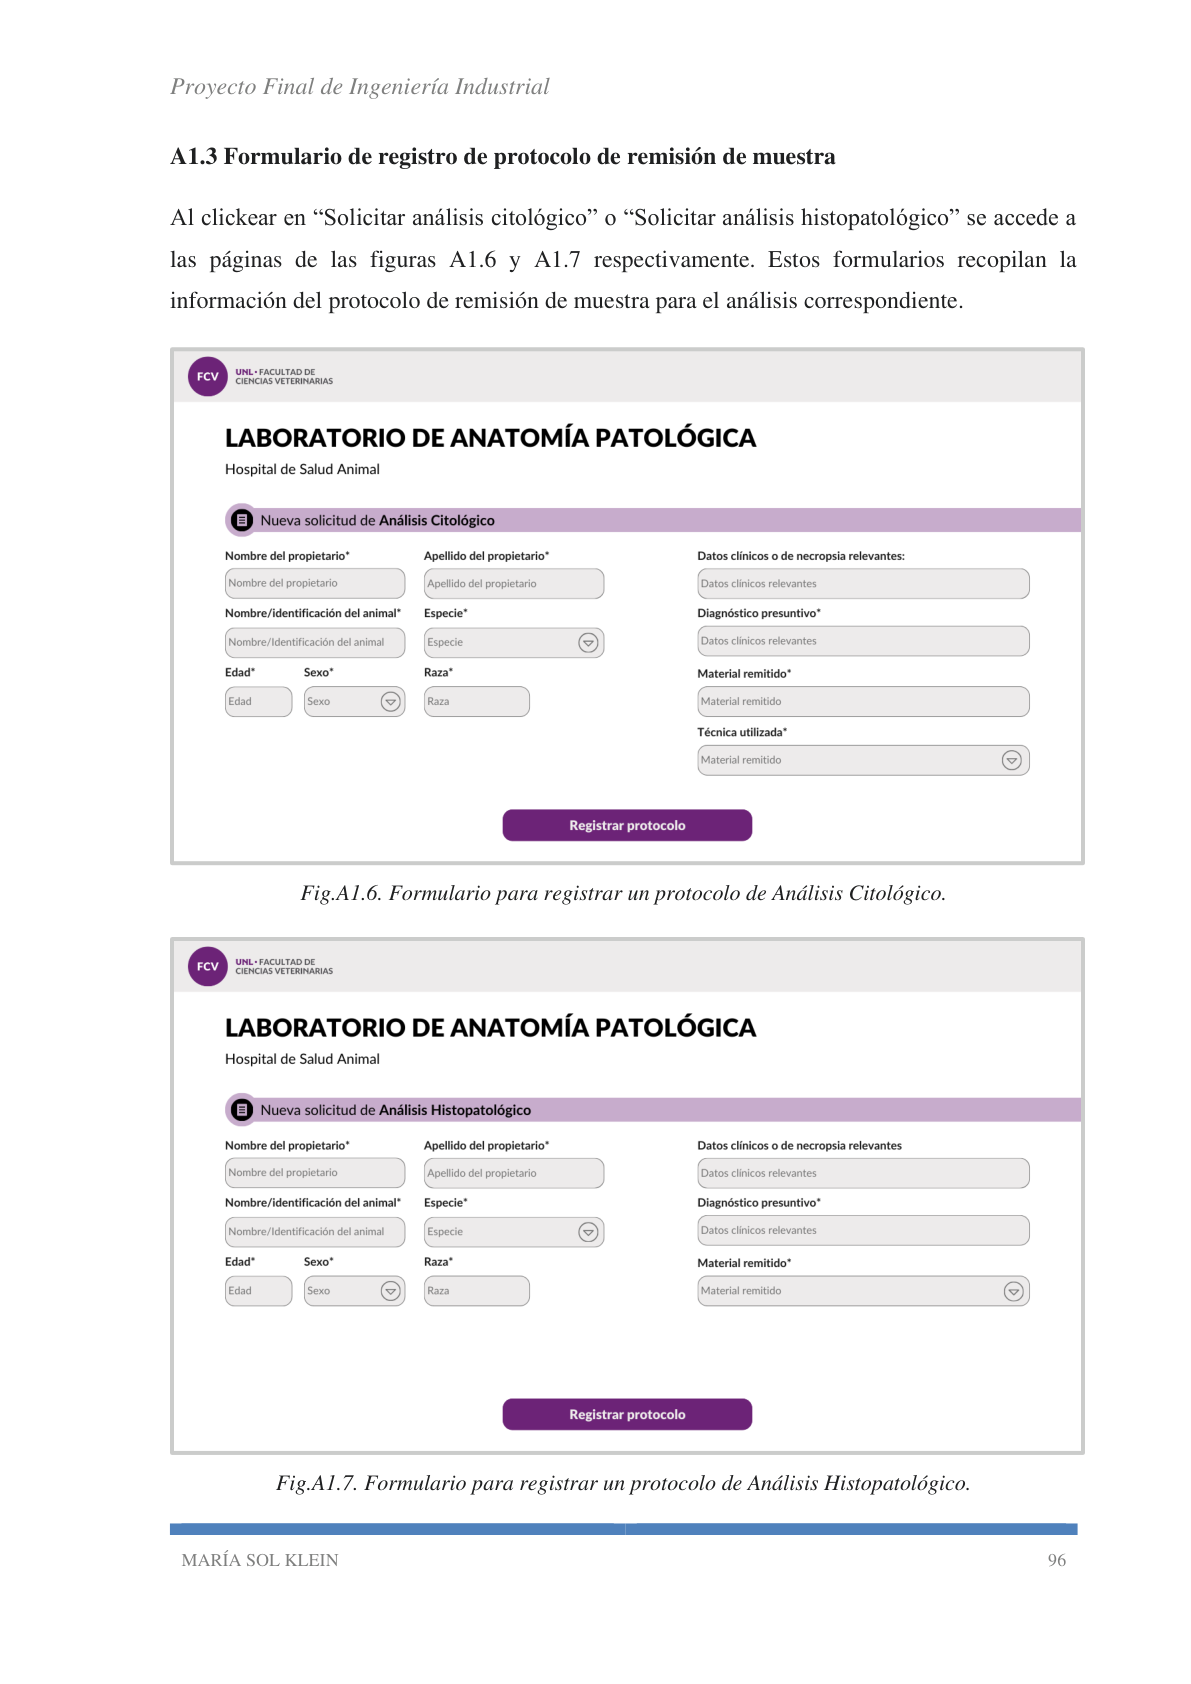 Proyecto Final de Ingeniería Industrial
A1.3 Formulario de registro de protocolo de remisión de muestra
Al clickear en “Solicitar análisis citológico” o “Solicitar análisis histopatológico” se accede a
las páginas de las figuras A1.6 y A1.7 respectivamente. Estos formularios recopilan la
información del protocolo de remisión de muestra para el análisis correspondiente.
FCV
UNL • FACULTAD DE
CIENCIAS VETERINARIAS
LABORATORIO DE ANATOMÍA PATOLÓGICA
Hospital de Salud Animal
Nueva solicitud de Análisis Citológico
Nombre del propietario* Apellido del propietario* Datos clínicos o de necropsia relevantes:
Nombre del propietario Apellido del propietario Datos clínicos relevantes
Nombre/identificación del animal* Especie* Diagnóstico presuntivo*
Nombre/Identificación del animal Especie Datos clínicos relevantes
Edad* Sexo* Raza* Material remitido*
Edad Sexo Raza Material remitido
Técnica utilizada*
Material remitido
Registrar protocolo
Fig.A1.6. Formulario para registrar un protocolo de Análisis Citológico.
FCV
UNL • FACULTAD DE
CIENCIAS VETERINARIAS
LABORATORIO DE ANATOMÍA PATOLÓGICA
Hospital de Salud Animal
Nueva solicitud de Análisis Histopatológico
Nombre del propietario* Apellido del propietario* Datos clínicos o de necropsia relevantes
Nombre del propietario Apellido del propietario Datos clínicos relevantes
Nombre/identificación del animal* Especie* Diagnóstico presuntivo*
Nombre/Identificación del animal Especie Datos clínicos relevantes
Edad* Sexo* Raza* Material remitido*
Edad Sexo Raza Material remitido
Registrar protocolo
Fig.A1.7. Formulario para registrar un protocolo de Análisis Histopatológico.
MARÍA SOL KLEIN 96